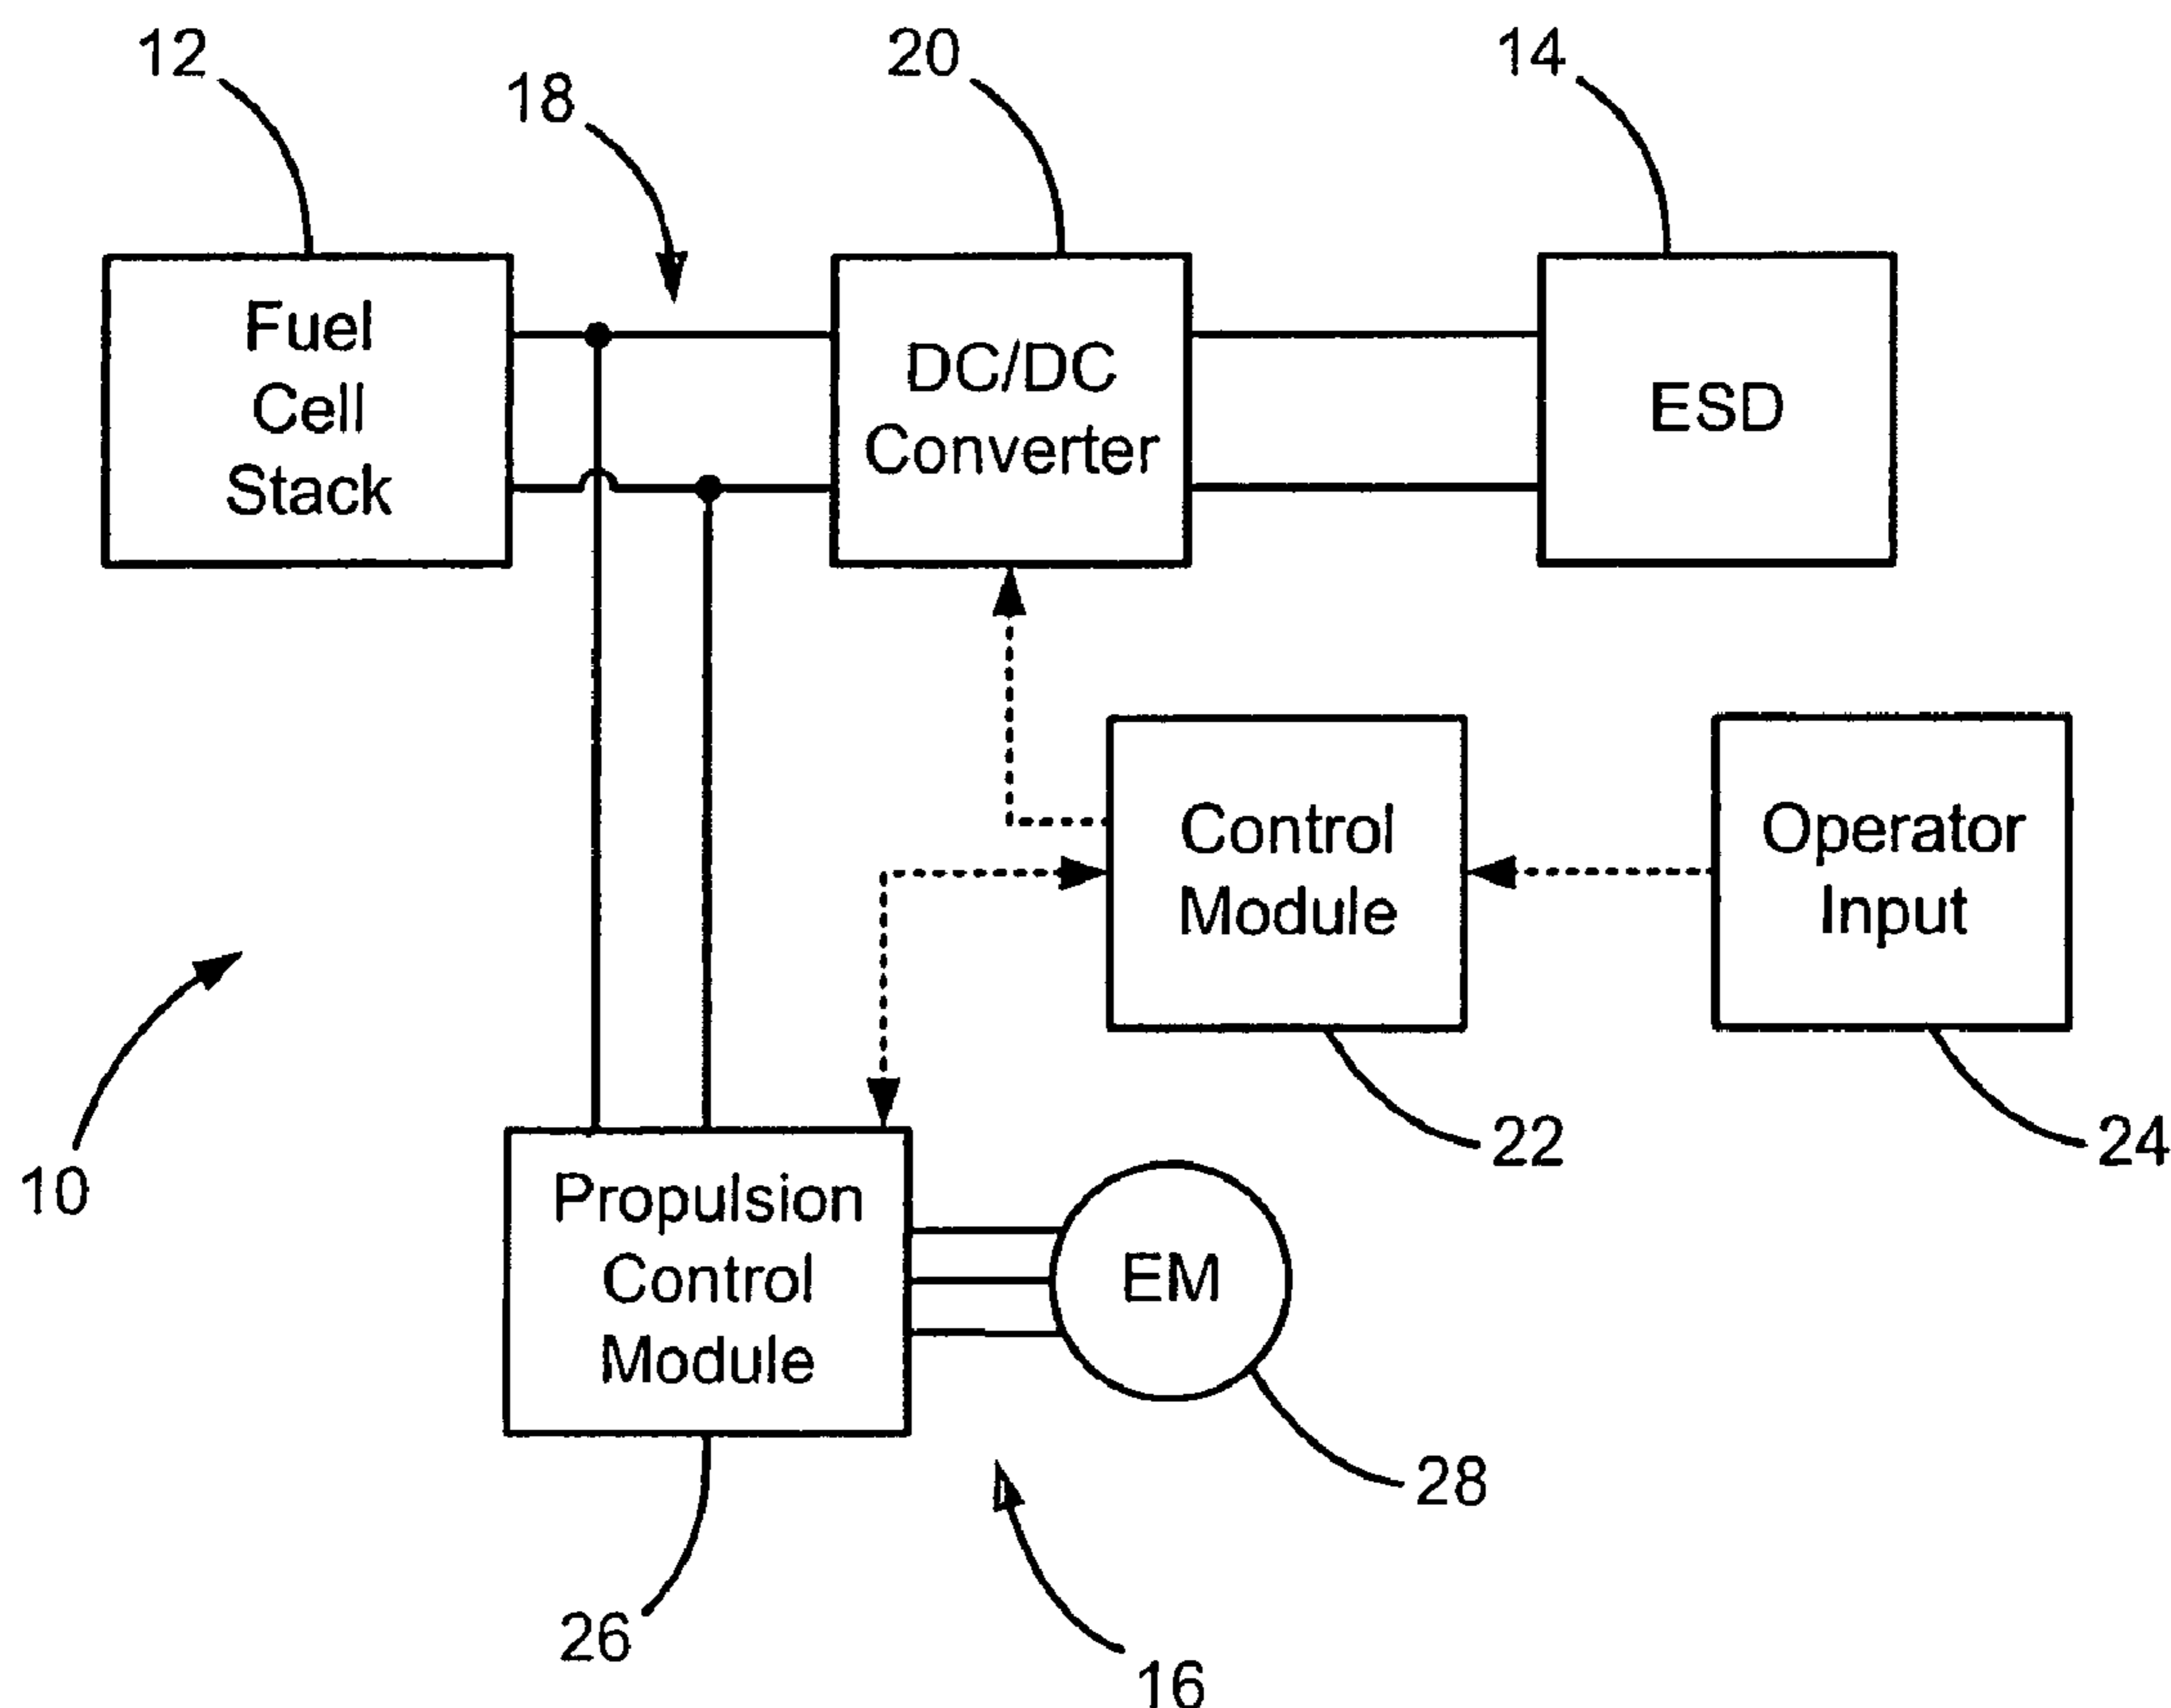 12
18
20
14
Fuel
Cell
Stack
DC/DC
Converter
ESD
Control
Module
Operator
Input
10
22
24
Propulsion
Control
Module
EM
28
26
16